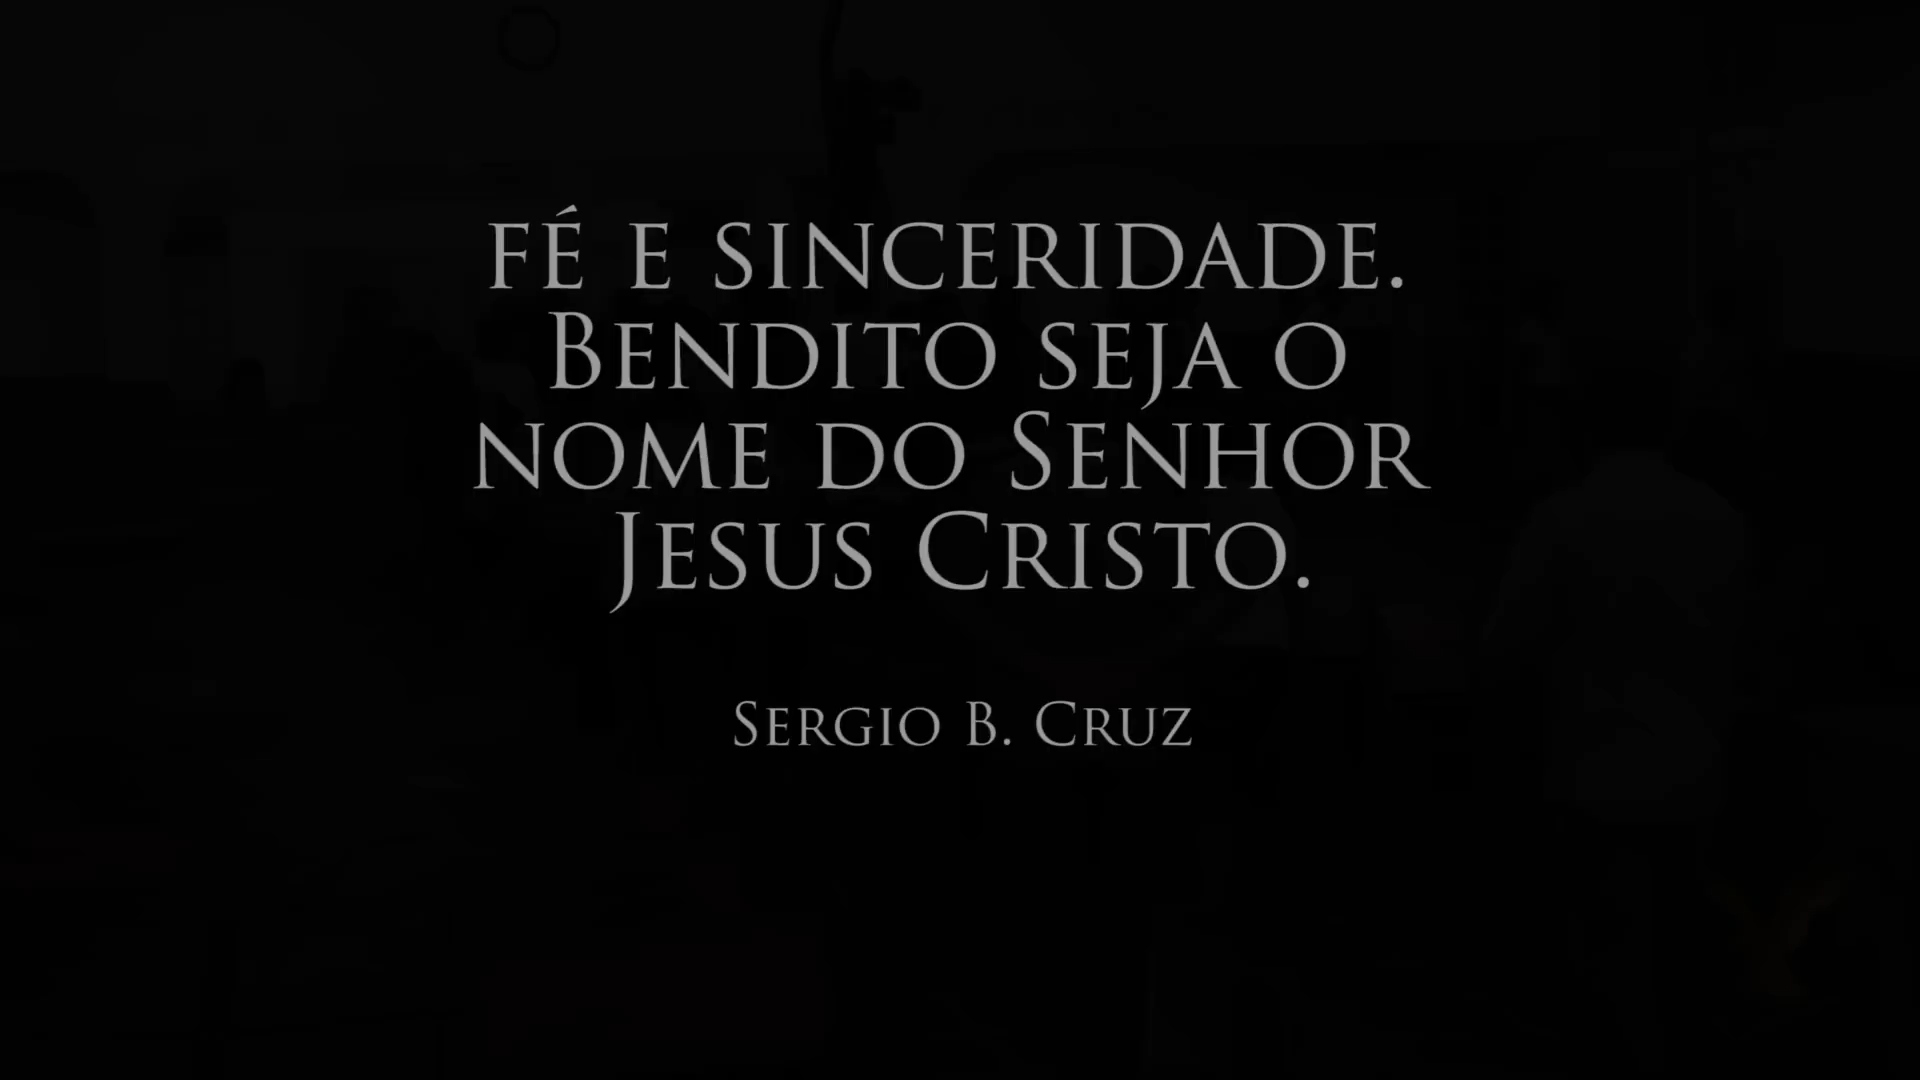 fé e sinceridade.
Bendito seja o
nome do Senhor
Jesus Cristo.
Sergio B. Cruz